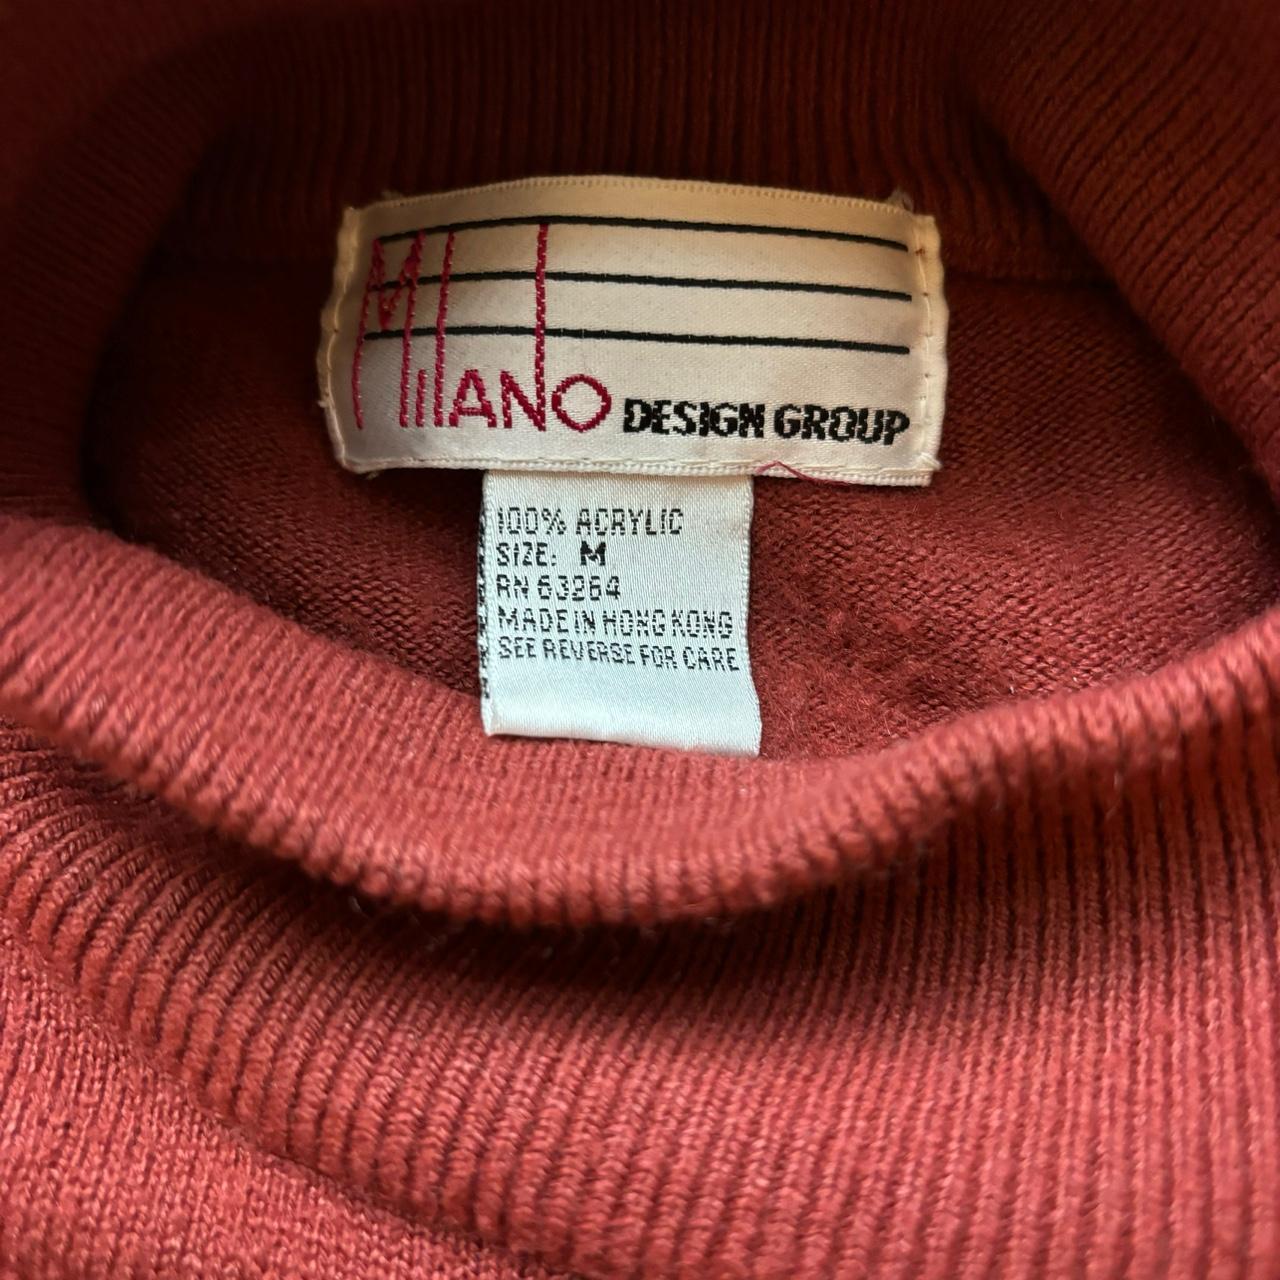 MILANO DESIGN GROUP
100% ACRYLIC
SIZE: M
RN 63264
MADE IN HONG KONG
SEE REVERSE FOR CARE